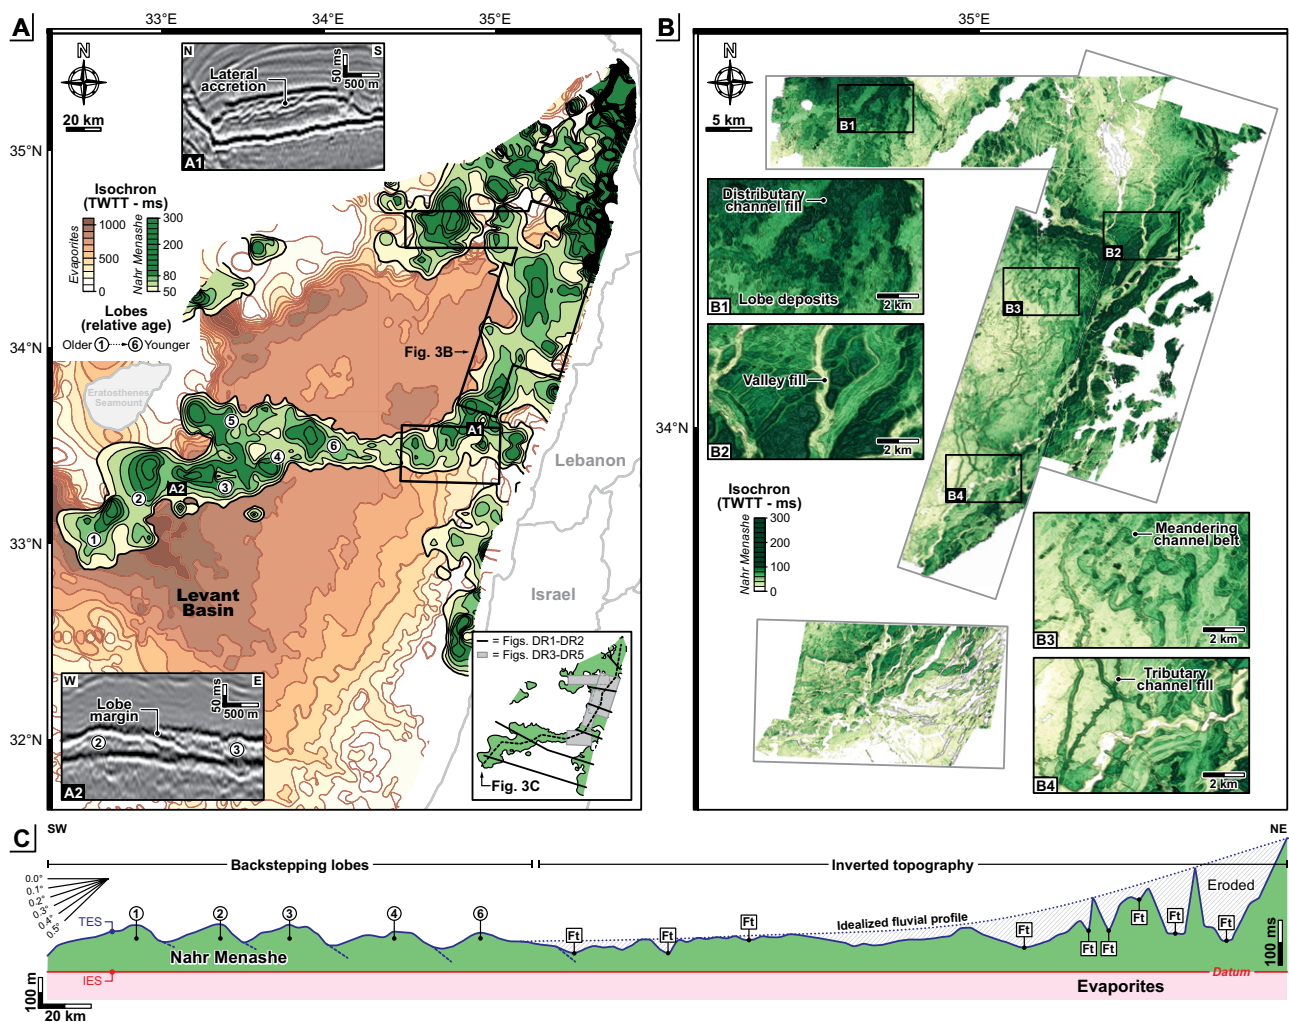 A
33°E
34°E
35°E
N
20 km
35°N
34°N
33°N
32°N
N
S
Lateral
accretion
50 ms
500 m
A1
Isochron
(TWTT - ms)
Evaporites
1000
500
0
Nahr Menashe
300
200
80
50
Lobes
(relative age)
Older 1 6 Younger
Eratosthenes
Seamount
Fig. 3B
A1
5
6
4
3
A2
2
1
Lebanon
Israel
Levant
Basin
W
E
Lobe
margin
50 ms
500 m
2
3
A2
= Figs. DR1-DR2
= Figs. DR3-DR5
Fig. 3C
B
35°E
N
5 km
34°N
B1
B2
B3
B4
Distributary
channel fill
Lobe deposits
B1
2 km
Valley fill
B2
2 km
Isochron
(TWTT - ms)
Nahr Menashe
300
200
100
0
Meandering
channel belt
B3
2 km
Tributary
channel fill
B4
2 km
C
SW
NE
Backstepping lobes
Inverted topography
0.0°
0.1°
0.2°
0.3°
0.4°
0.5°
TES
1
2
3
4
6
Ft
Ft
Ft
Idealized fluvial profile
Ft
Ft
Ft
Ft
Ft
Ft
Eroded
Nahr Menashe
100 ms
IES
Datum
Evaporites
100 m
20 km